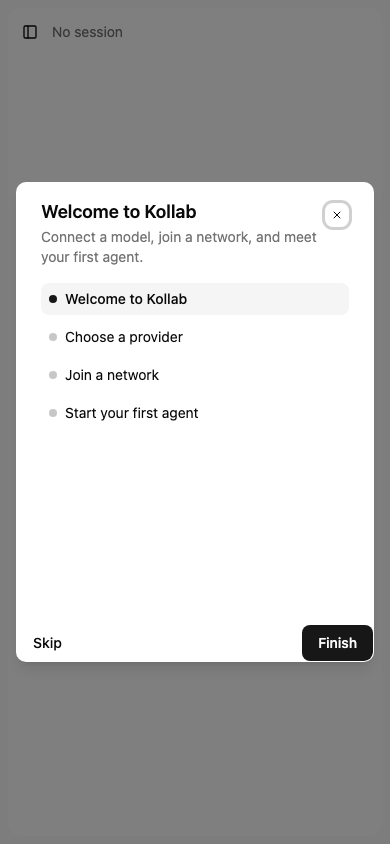 No session
Welcome to Kollab
Connect a model, join a network, and meet
your first agent.
Welcome to Kollab
Choose a provider
Join a network
Start your first agent
Skip
Finish